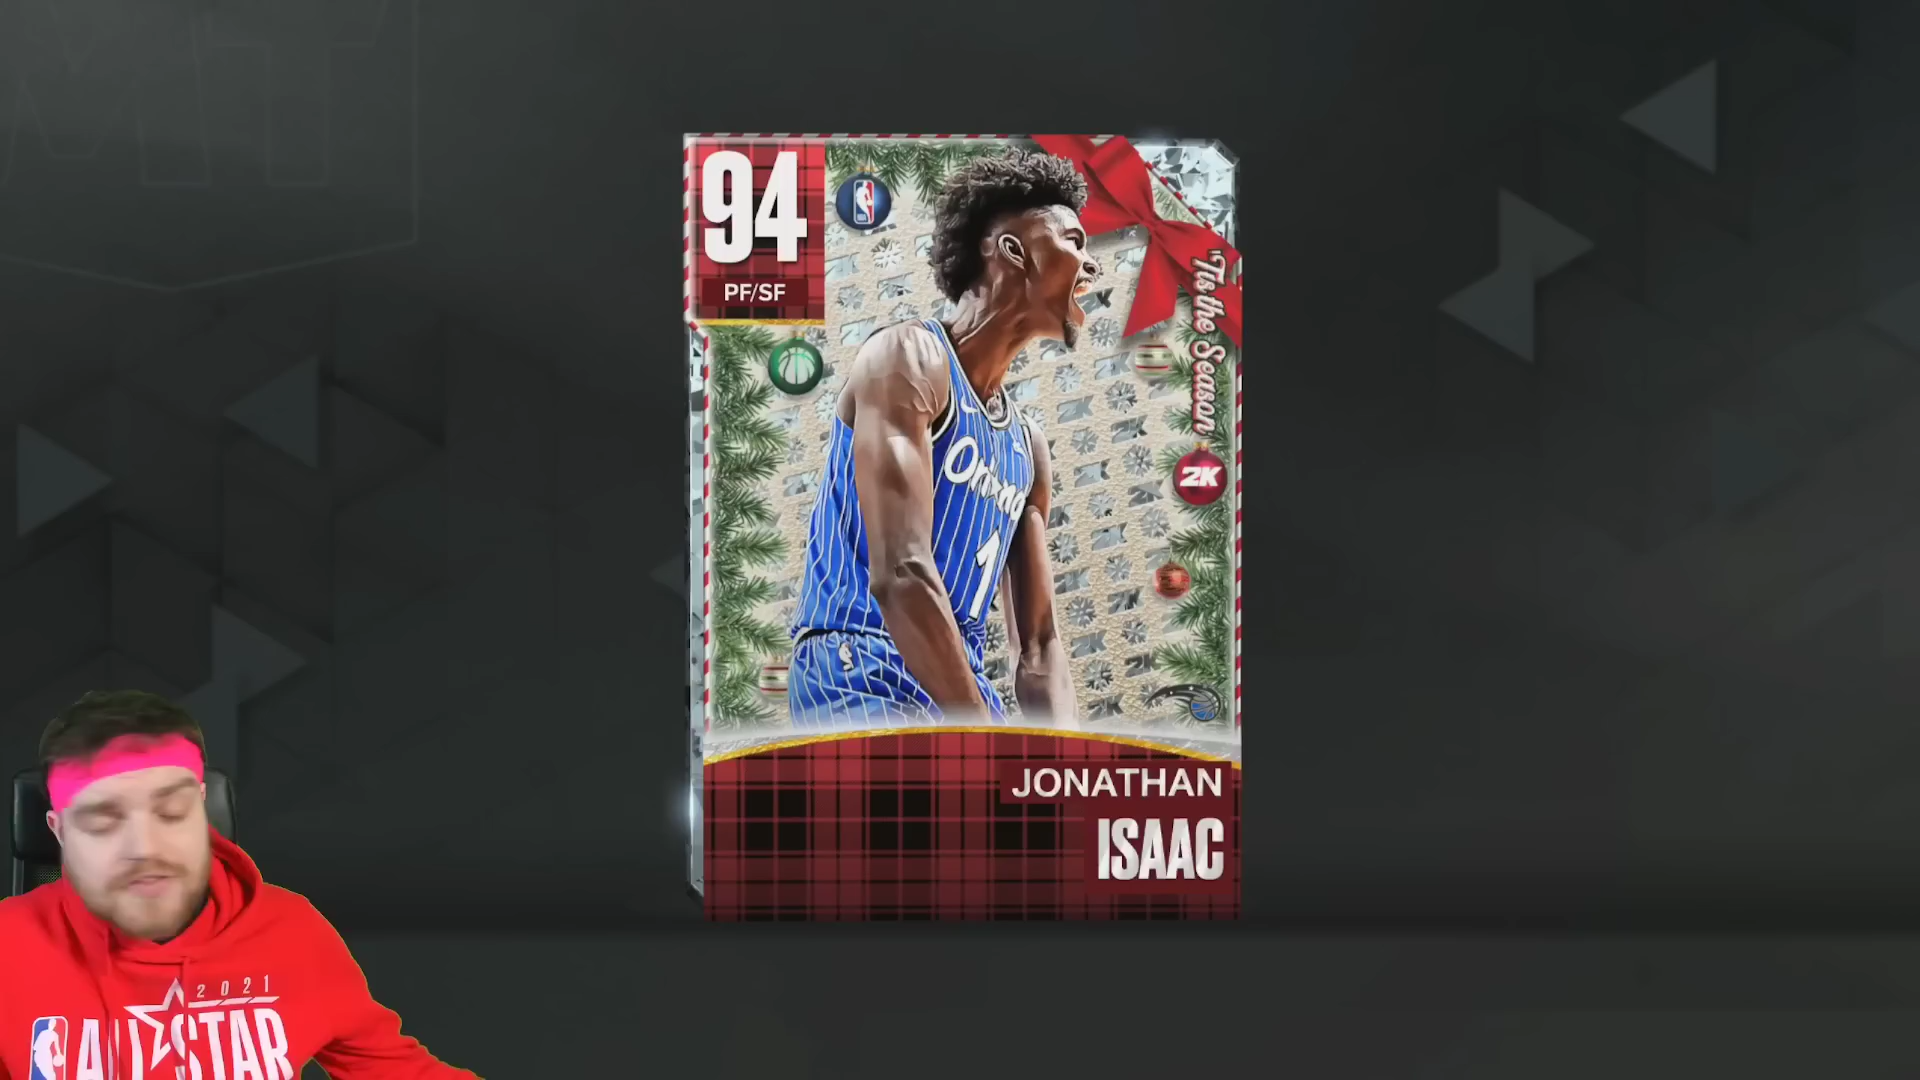 94
PF/SF
'Tis the Season
2K
Orlando
1
JONATHAN
ISAAC
2021
ALL STAR